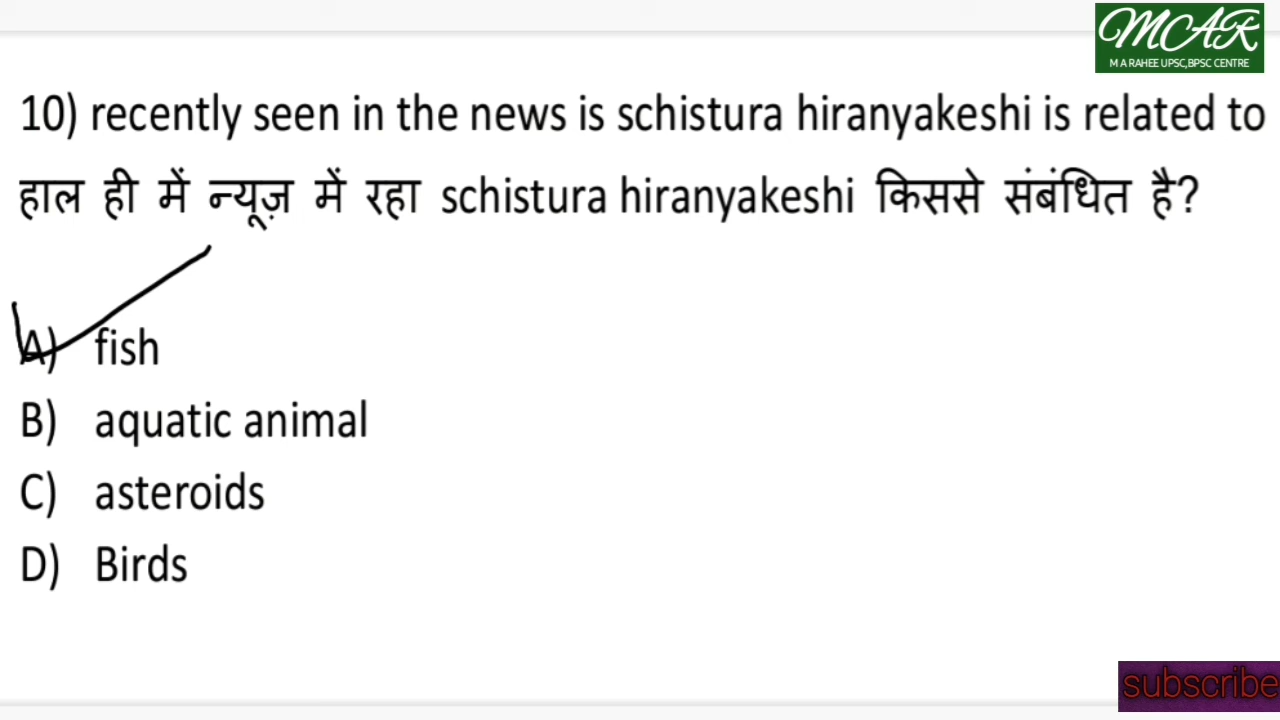 MCAR
M A RAHEE UPSC,BPSC CENTRE
10) recently seen in the news is schistura hiranyakeshi is related to
हाल ही में न्यूज़ में रहा schistura hiranyakeshi किससे संबंधित है?
A) fish
B) aquatic animal
C) asteroids
D) Birds
subscribe